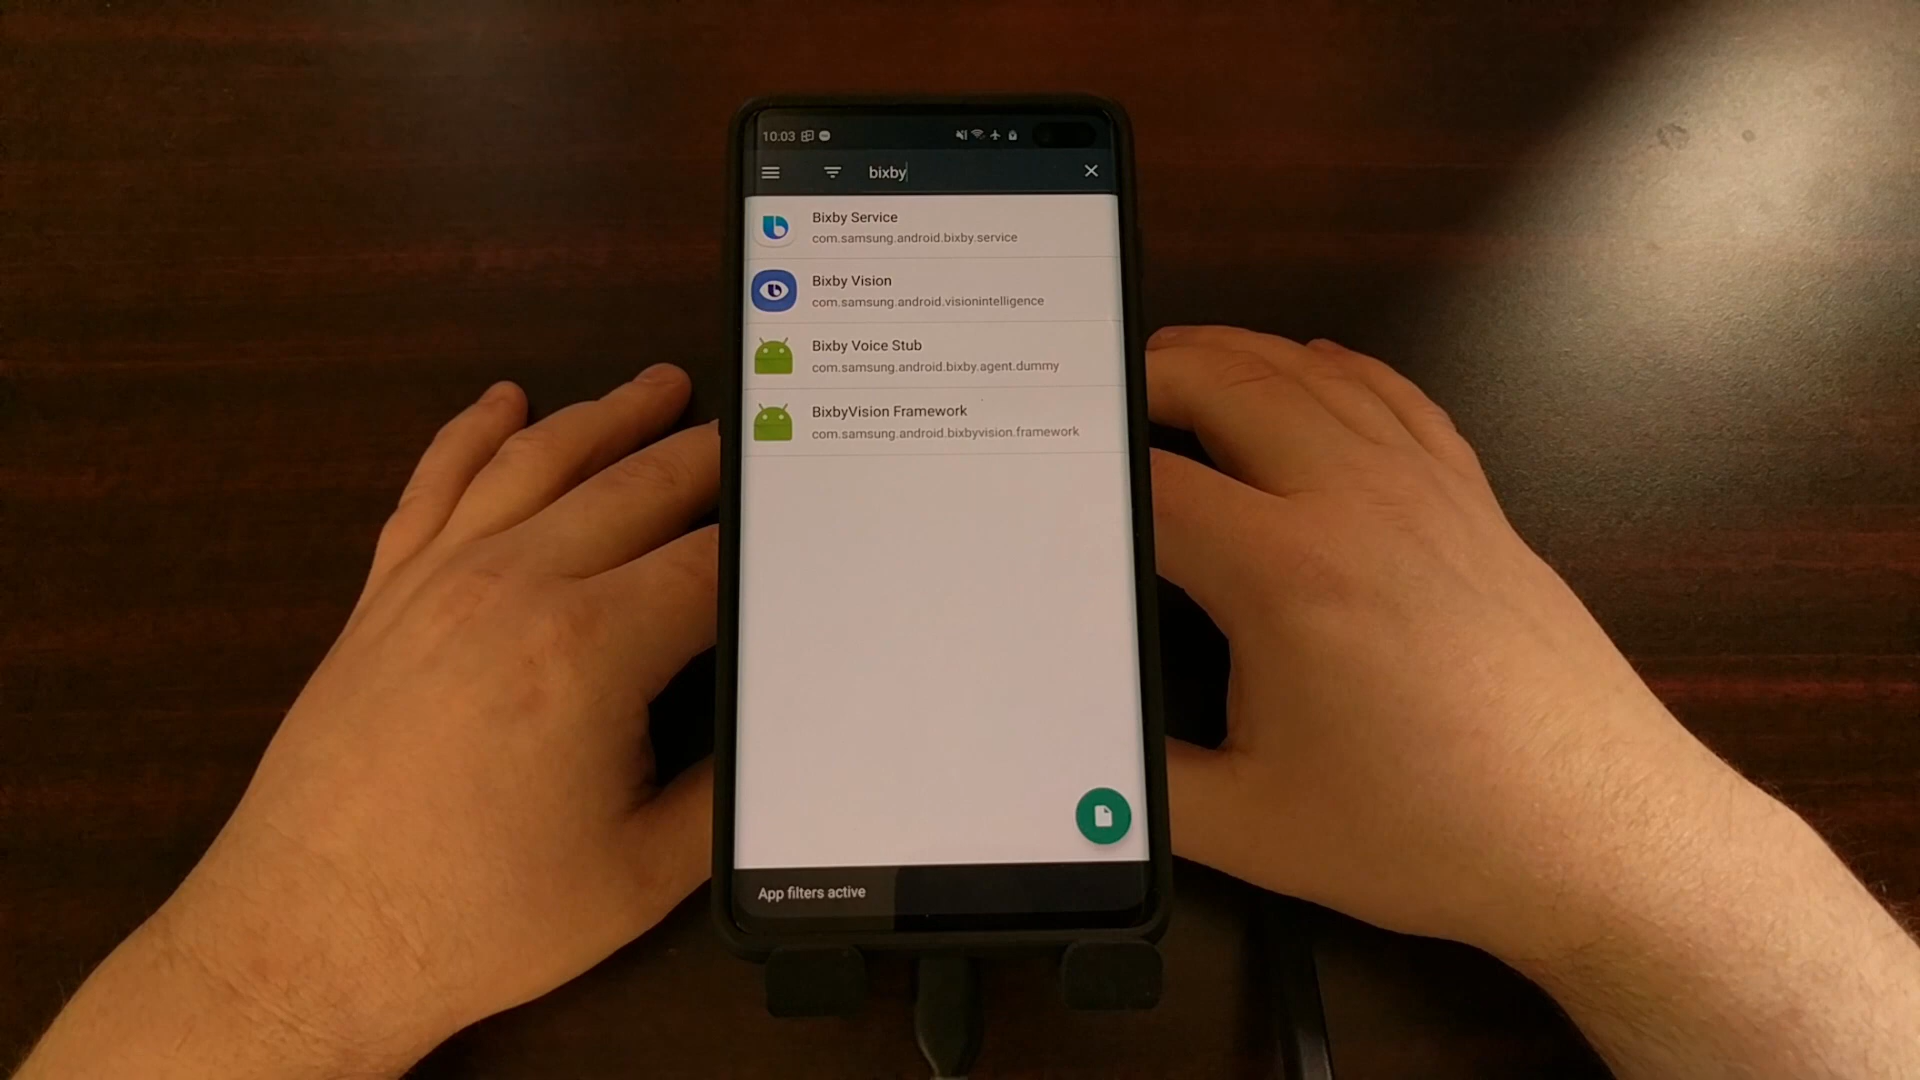 10.03
bixby
Bixby Service
com.samsung.android.bixby.service
Bixby Vision
com.samsung.android.visionintelligence
Bixby Voice Stub
com.samsung.android.bixby.agent.dummy
BixbyVision Framework
com.samsung.android.bixbyvision.framework
App filters active